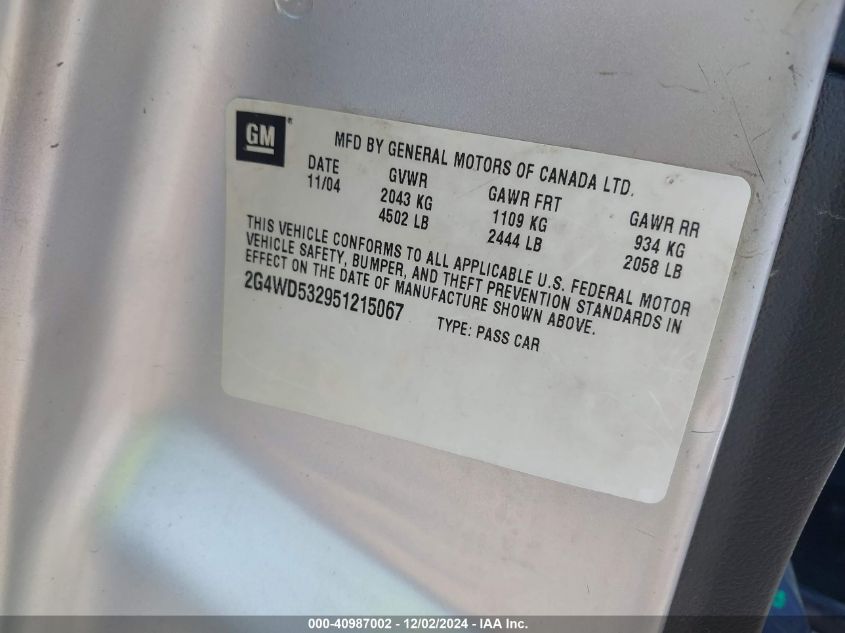 GM
MFD BY GENERAL MOTORS OF CANADA LTD.
DATE GVWR GAWR FRT GAWR RR
11/04 2043 KG 1109 KG 934 KG
4502 LB 2444 LB 2058 LB
THIS VEHICLE CONFORMS TO ALL APPLICABLE U.S. FEDERAL MOTOR
VEHICLE SAFETY, BUMPER, AND THEFT PREVENTION STANDARDS IN
EFFECT ON THE DATE OF MANUFACTURE SHOWN ABOVE.
2G4WD532951215067 TYPE: PASS CAR
000-40987002 - 12/02/2024 - IAA Inc.